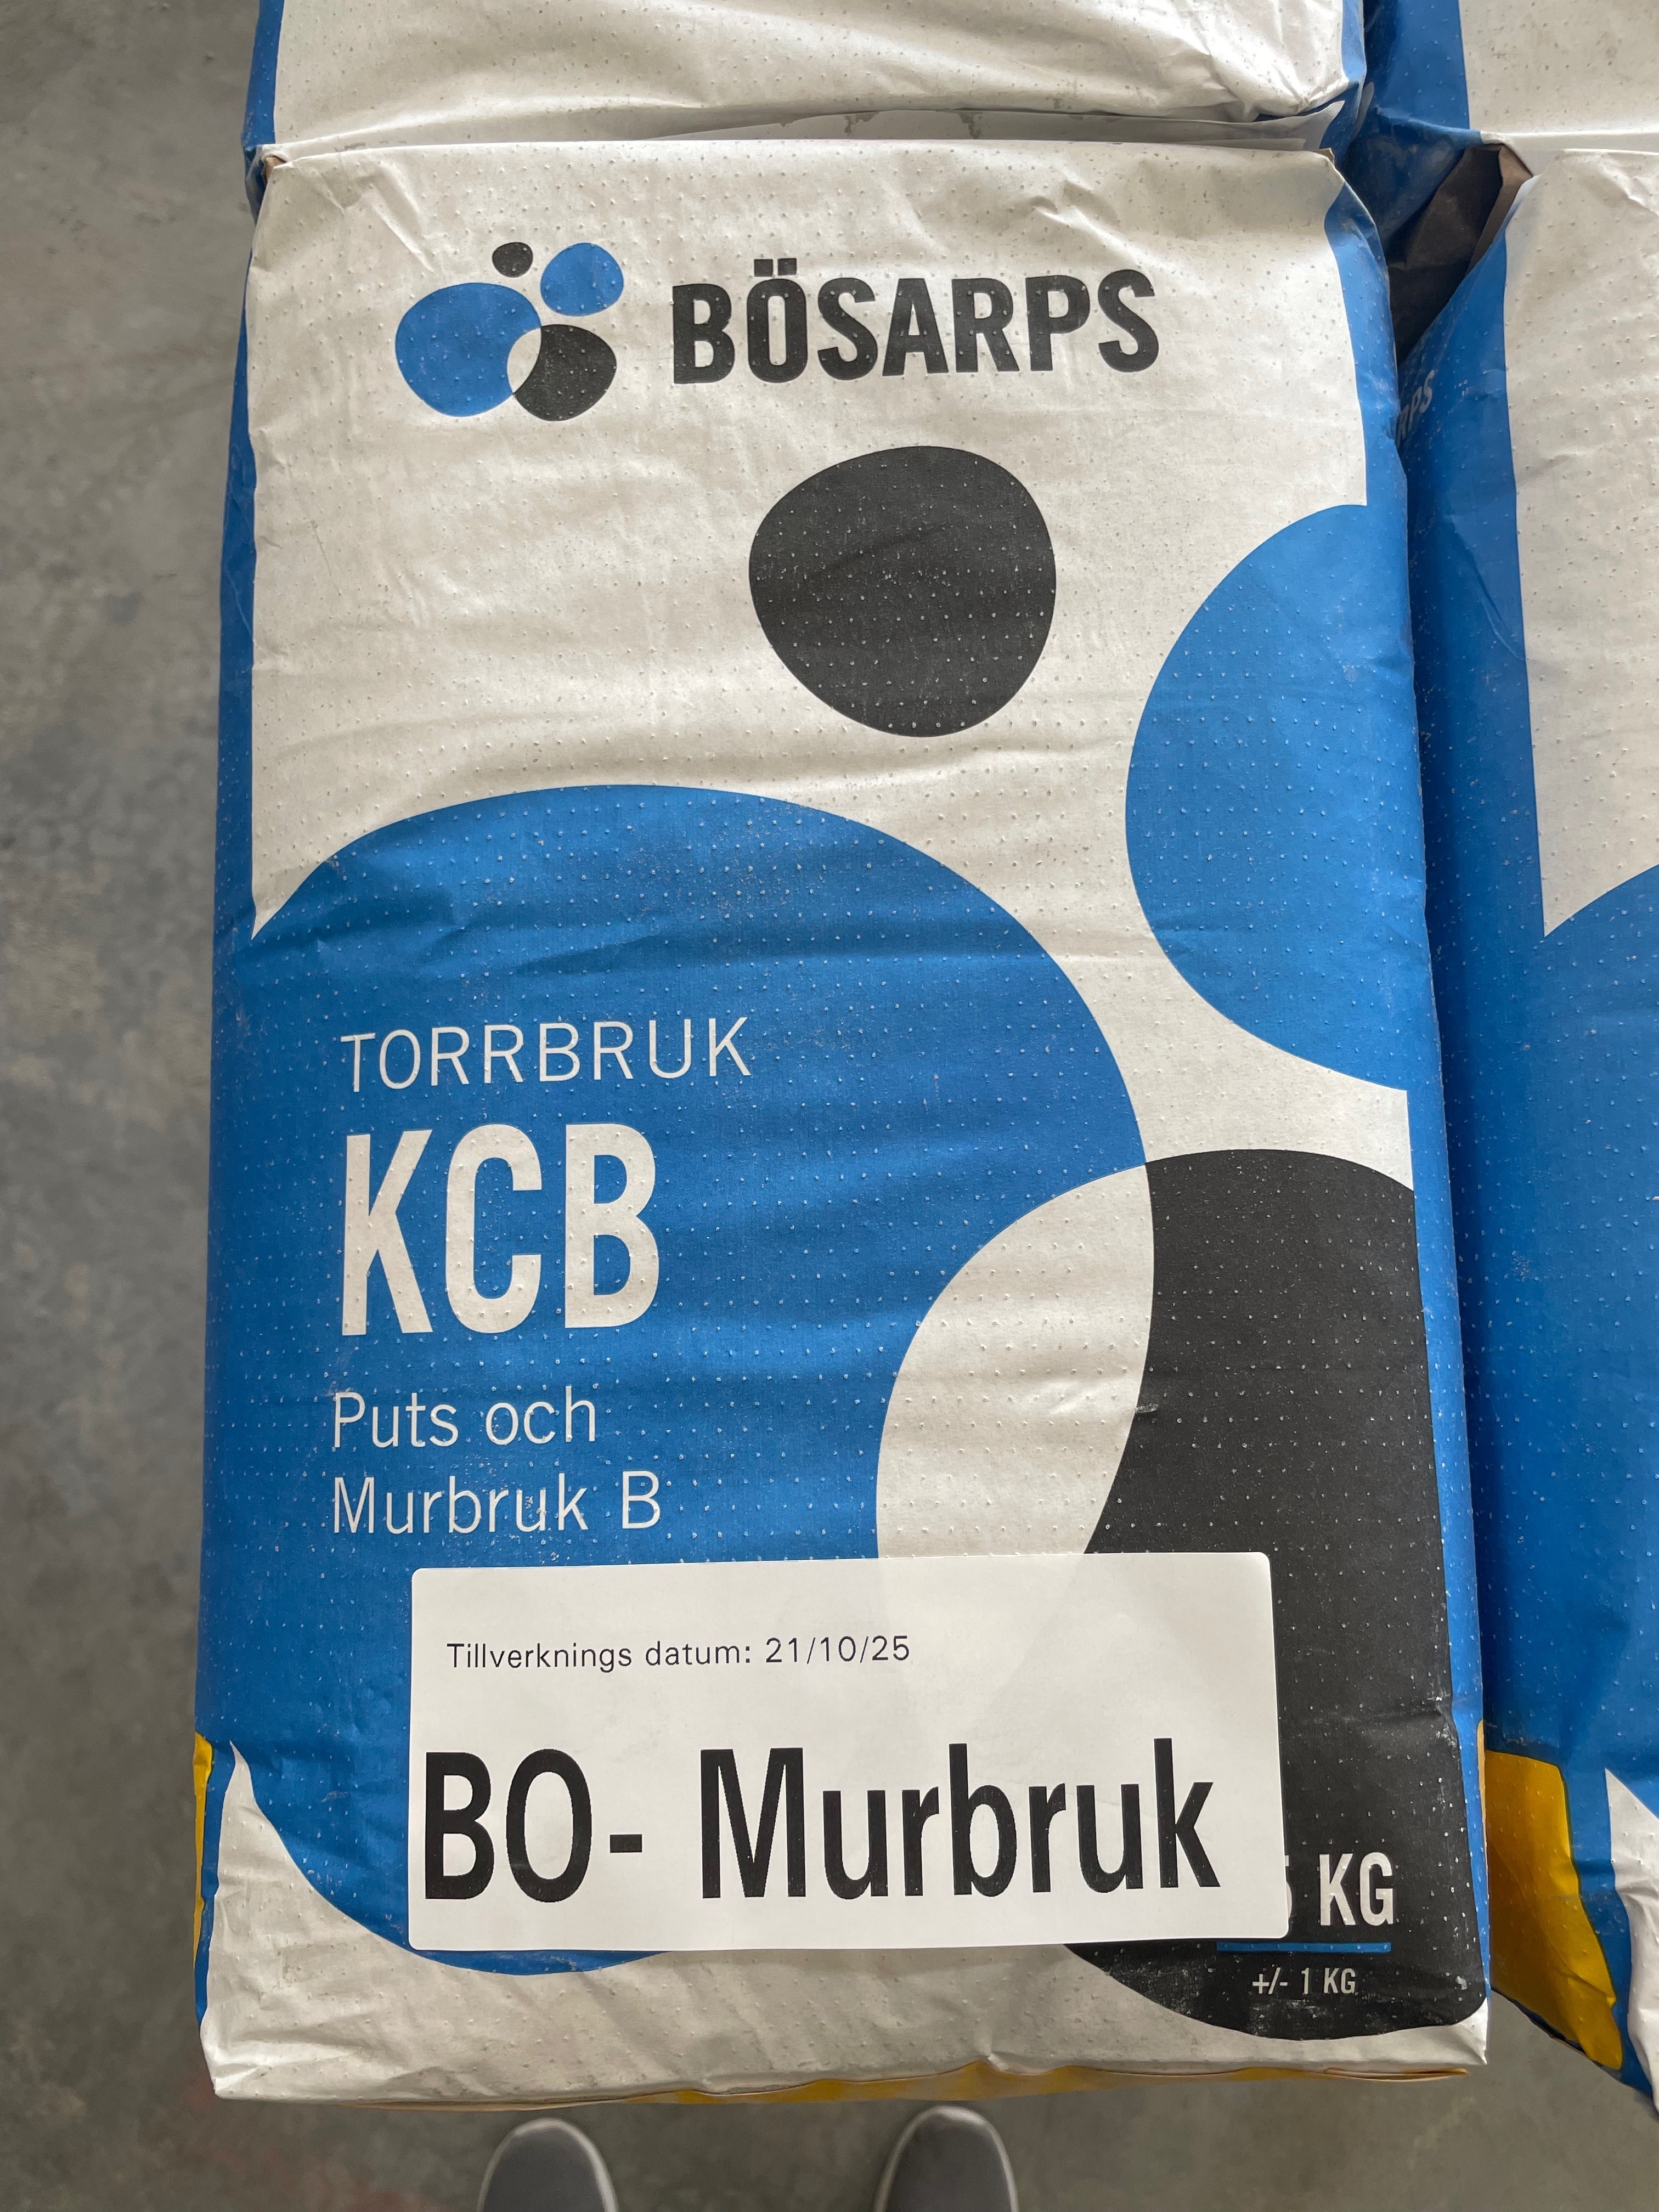 BÖSARPS
TORRBRUK
KCB
Puts och
Murbruk B
Tillverknings datum: 21/10/25
BO- Murbruk
KG
+/- 1 KG